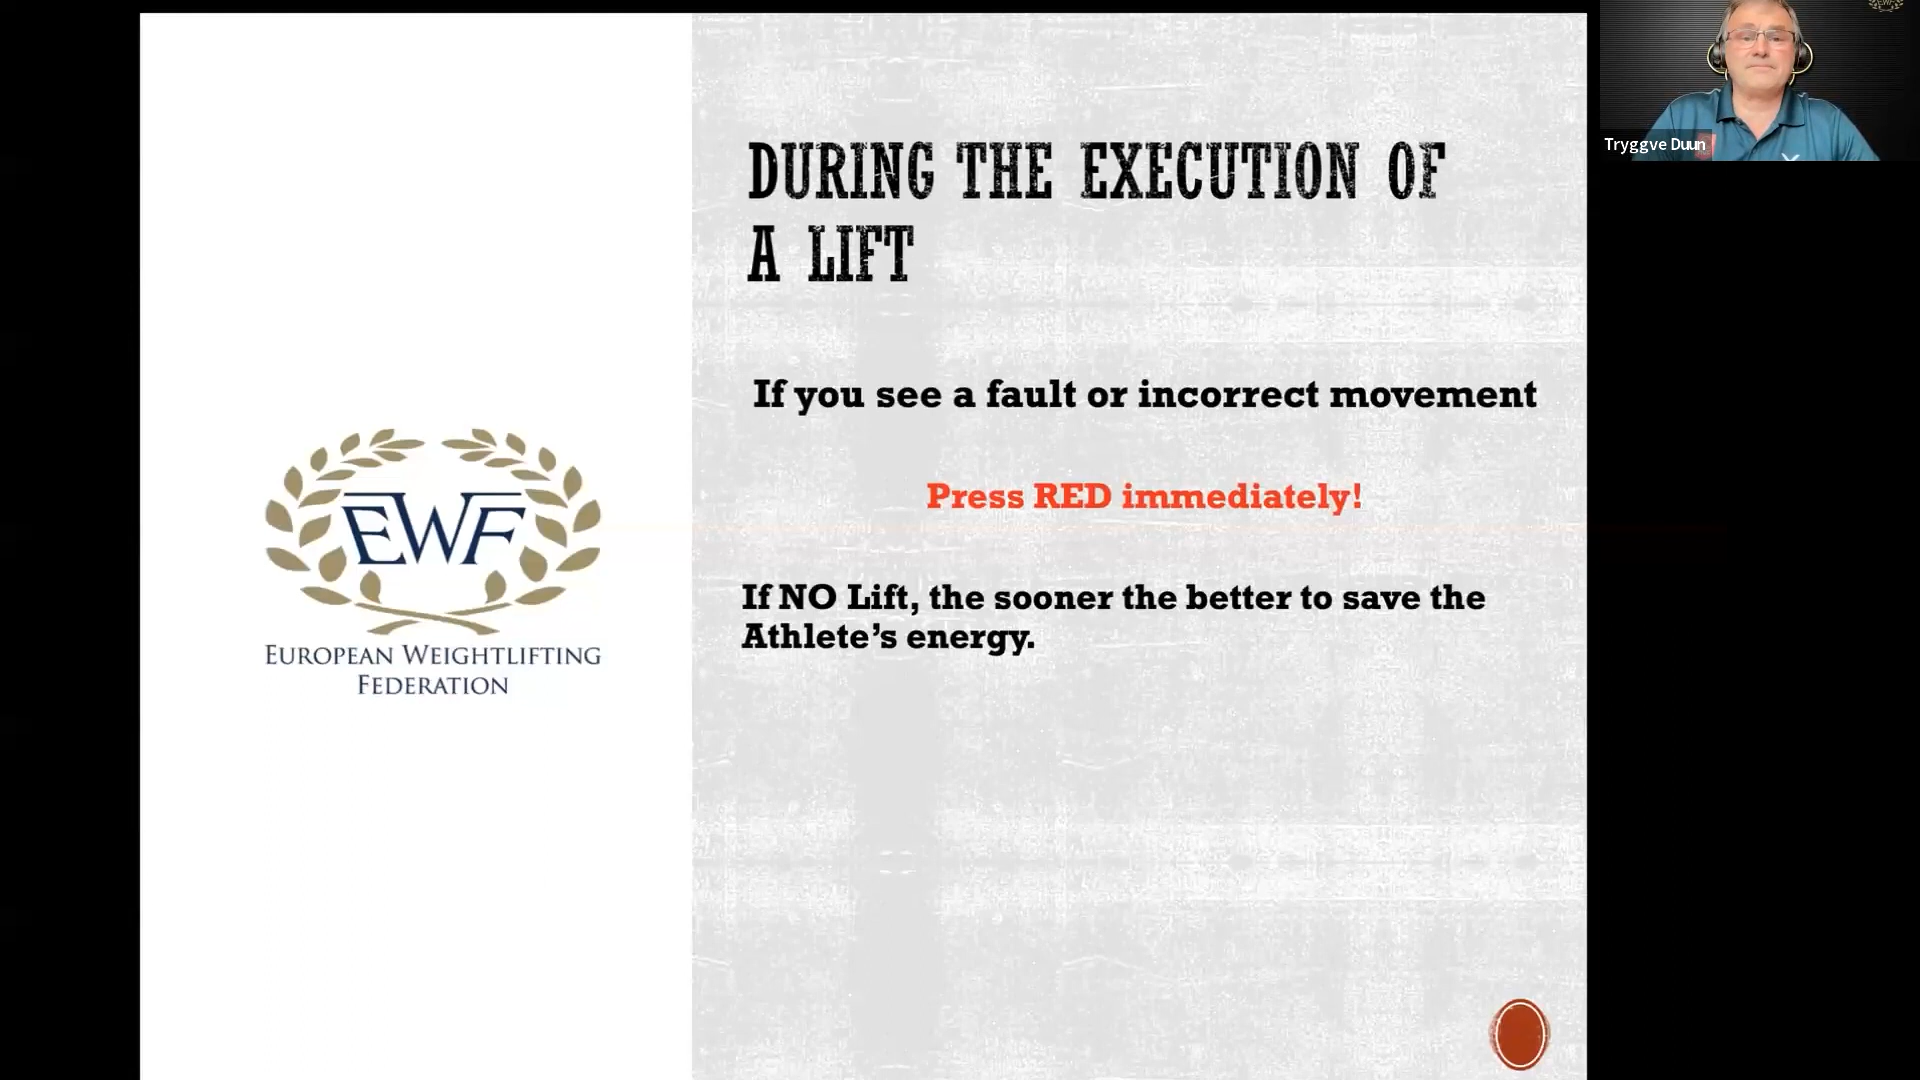 DURING THE EXECUTION OF
A LIFT
If you see a fault or incorrect movement
Press RED immediately!
If NO Lift, the sooner the better to save the
Athlete’s energy.
EWF
EUROPEAN WEIGHTLIFTING
FEDERATION
Tryggve Duun